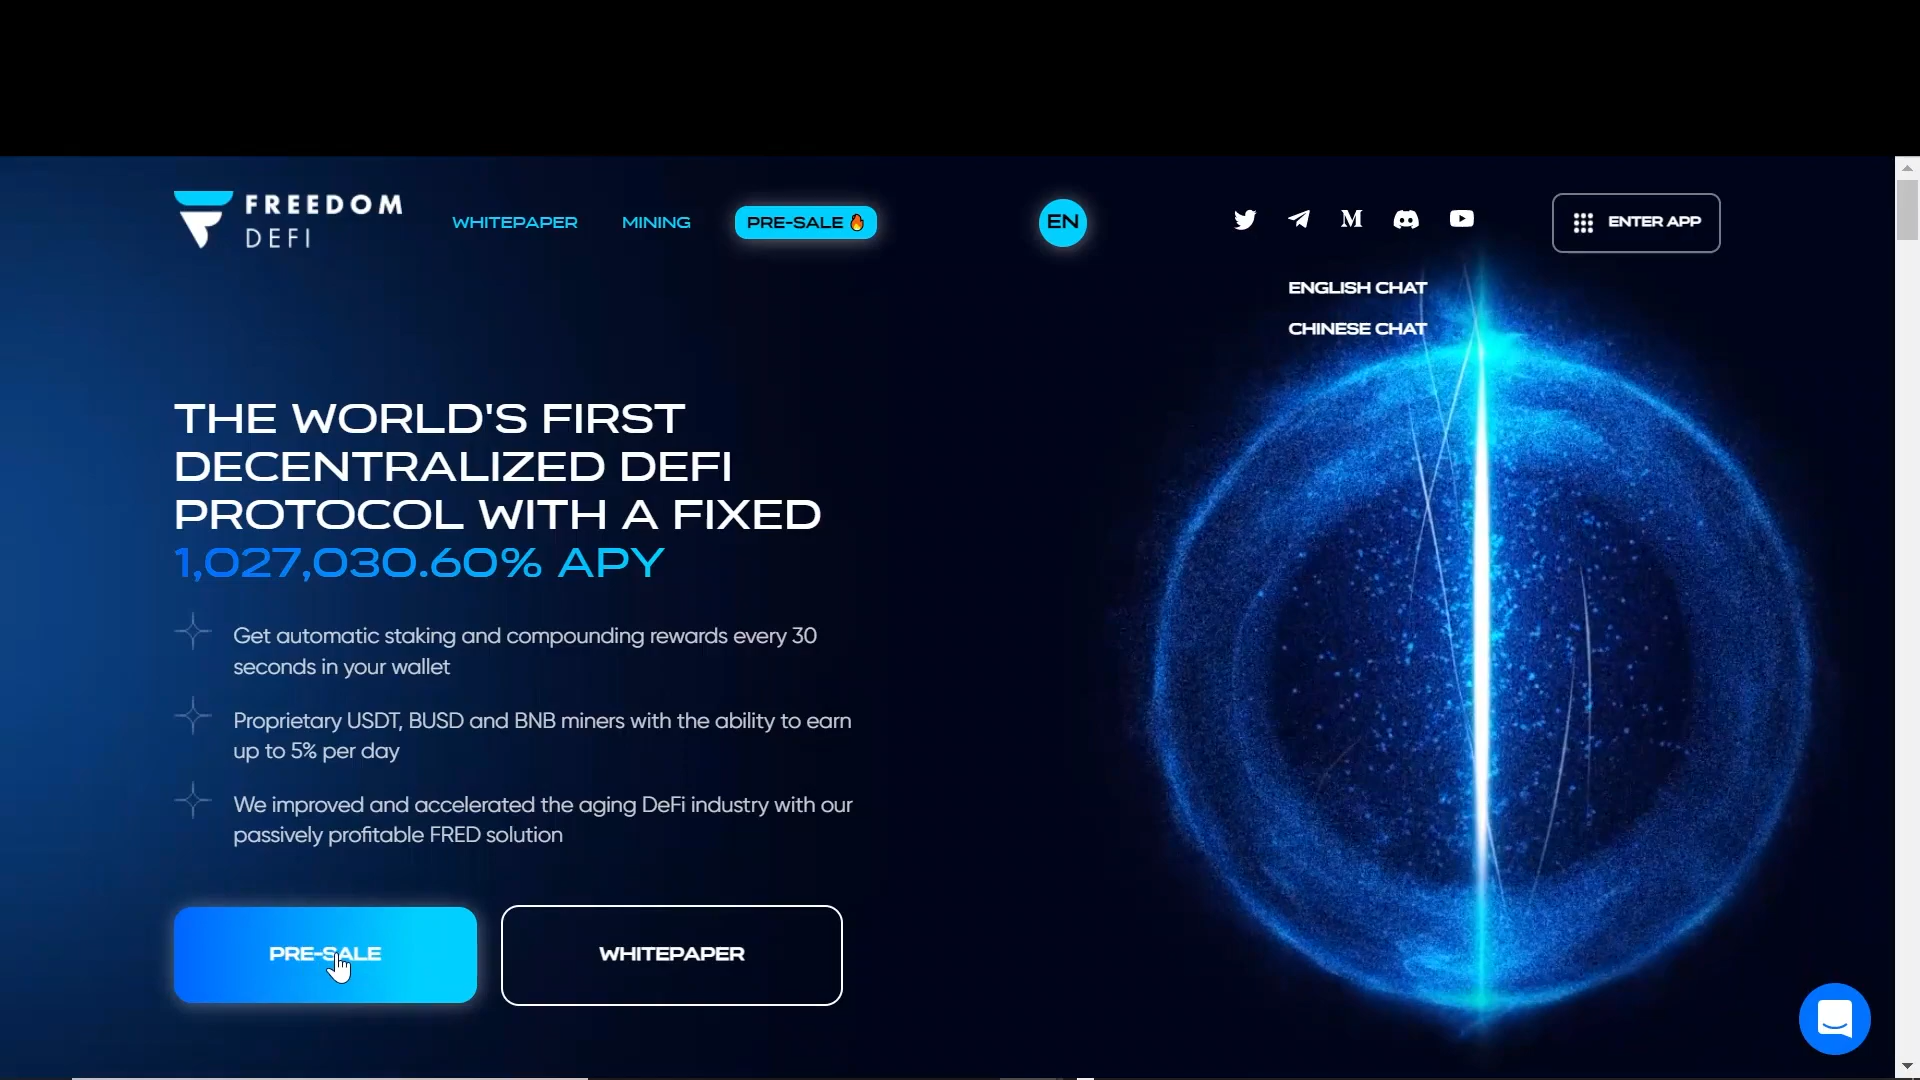 FREEDOM
DEFI
WHITEPAPER
MINING
PRE-SALE 🔥
EN
M
ENTER APP
ENGLISH CHAT
CHINESE CHAT
THE WORLD'S FIRST
DECENTRALIZED DEFI
PROTOCOL WITH A FIXED
1,027,030.60% APY
Get automatic staking and compounding rewards every 30
seconds in your wallet
Proprietary USDT, BUSD and BNB miners with the ability to earn
up to 5% per day
We improved and accelerated the aging DeFi industry with our
passively profitable FRED solution
PRE-SALE
WHITEPAPER